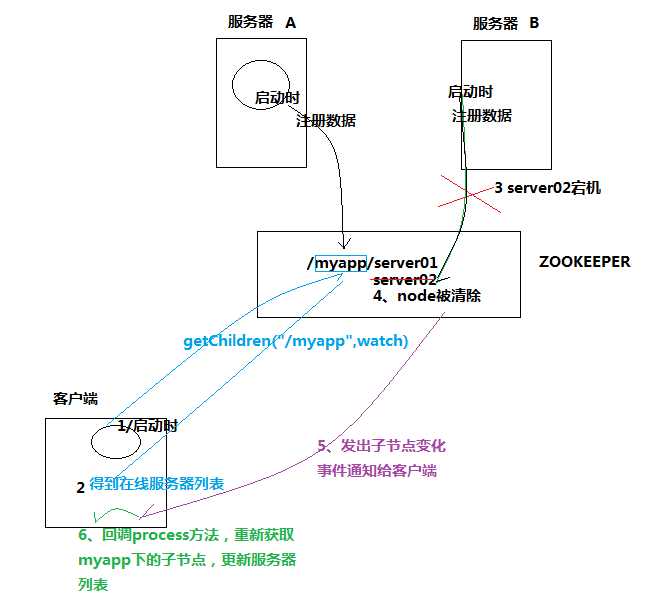 服务器 A
服务器 B
启动时
注册数据
启动时
注册数据
3 server02宕机
/myapp/server01
server02
4、node被清除
ZOOKEEPER
getChildren("/myapp",watch)
客户端
1/启动时
2 得到在线服务器列表
5、发出子节点变化
事件通知给客户端
6、回调process方法，重新获取
myapp下的子节点，更新服务器
列表